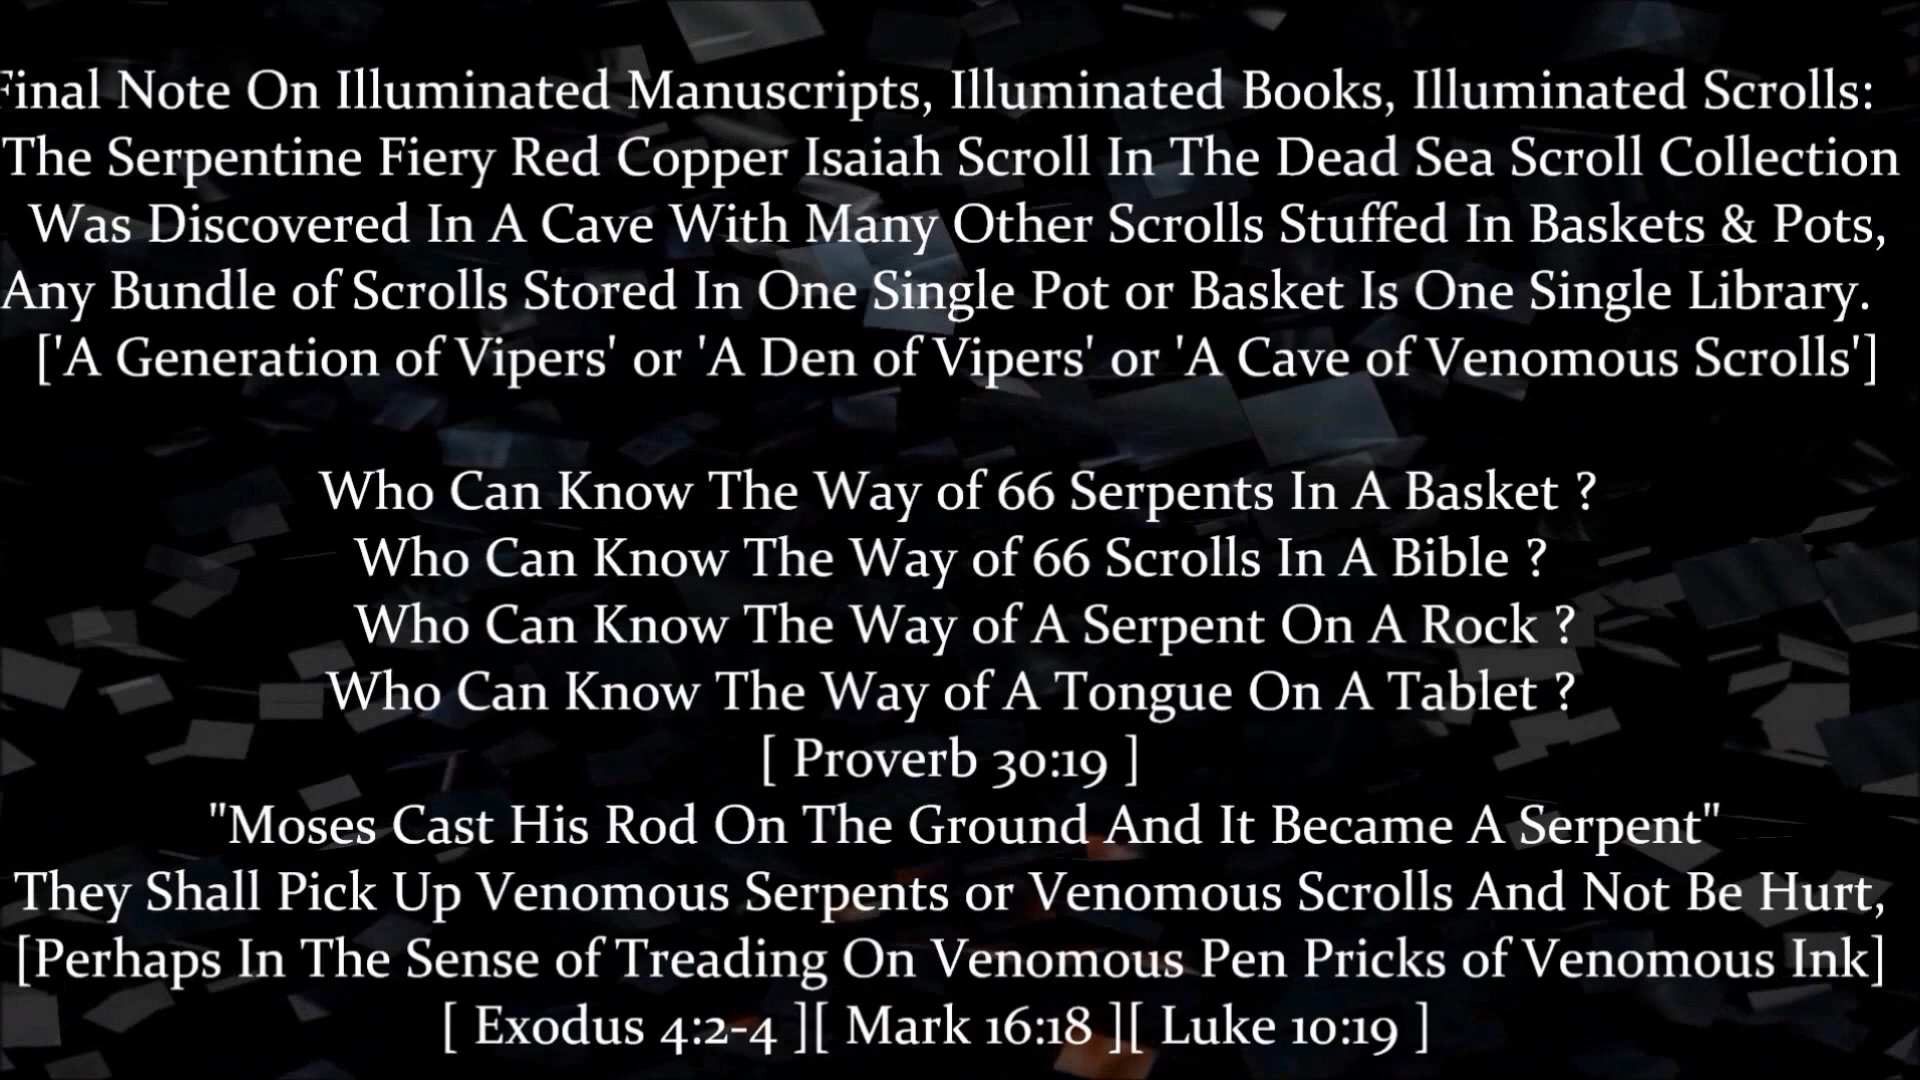 Final Note On Illuminated Manuscripts, Illuminated Books, Illuminated Scrolls:
The Serpentine Fiery Red Copper Isaiah Scroll In The Dead Sea Scroll Collection
Was Discovered In A Cave With Many Other Scrolls Stuffed In Baskets & Pots,
Any Bundle of Scrolls Stored In One Single Pot or Basket Is One Single Library.
['A Generation of Vipers' or 'A Den of Vipers' or 'A Cave of Venomous Scrolls']
Who Can Know The Way of 66 Serpents In A Basket ?
Who Can Know The Way of 66 Scrolls In A Bible ?
Who Can Know The Way of A Serpent On A Rock ?
Who Can Know The Way of A Tongue On A Tablet ?
[ Proverb 30:19 ]
"Moses Cast His Rod On The Ground And It Became A Serpent"
They Shall Pick Up Venomous Serpents or Venomous Scrolls And Not Be Hurt,
[Perhaps In The Sense of Treading On Venomous Pen Pricks of Venomous Ink]
[ Exodus 4:2-4 ][ Mark 16:18 ][ Luke 10:19 ]